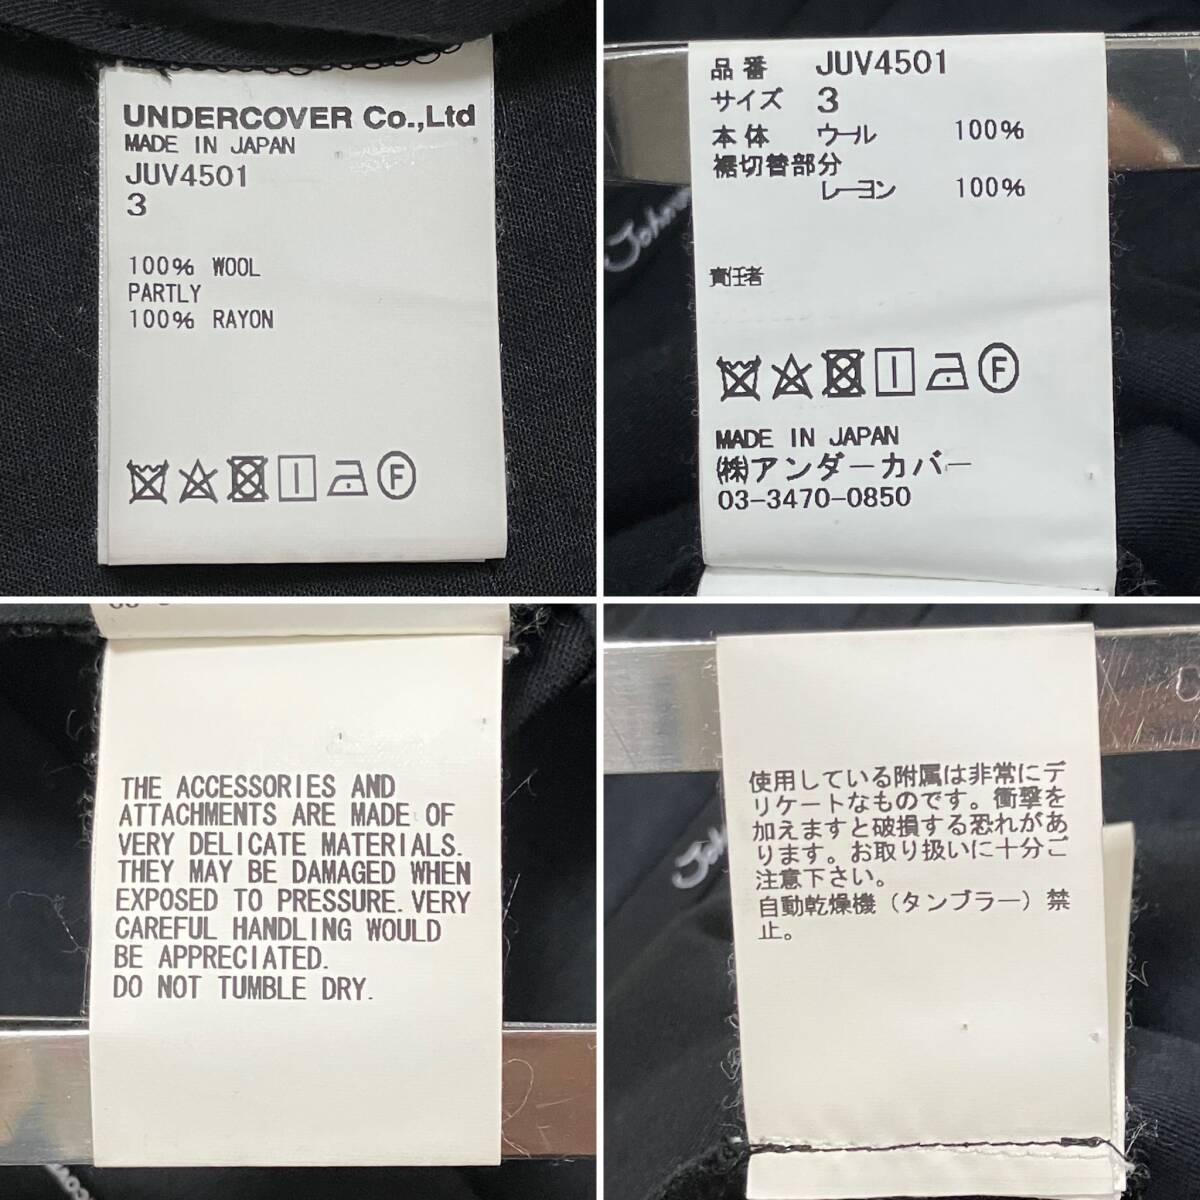 UNDERCOVER Co.,Ltd
MADE IN JAPAN
JUV4501
3
100% WOOL
PARTLY
100% RAYON
F
品番 JUV4501
サイズ 3
本体 ウール 100%
裾切替部分
レーヨン 100%
責任者
F
MADE IN JAPAN
㈱アンダーカバー
03-3470-0850
THE ACCESSORIES AND
ATTACHMENTS ARE MADE OF
VERY DELICATE MATERIALS.
THEY MAY BE DAMAGED WHEN
EXPOSED TO PRESSURE.VERY
CAREFUL HANDLING WOULD
BE APPRECIATED.
DO NOT TUMBLE DRY.
使用している附属は非常にデ
リケートなものです。衝撃を
加えますと破損する恐れがあ
ります。お取り扱いに十分ご
注意下さい。
自動乾燥機（タンブラー）禁
止。